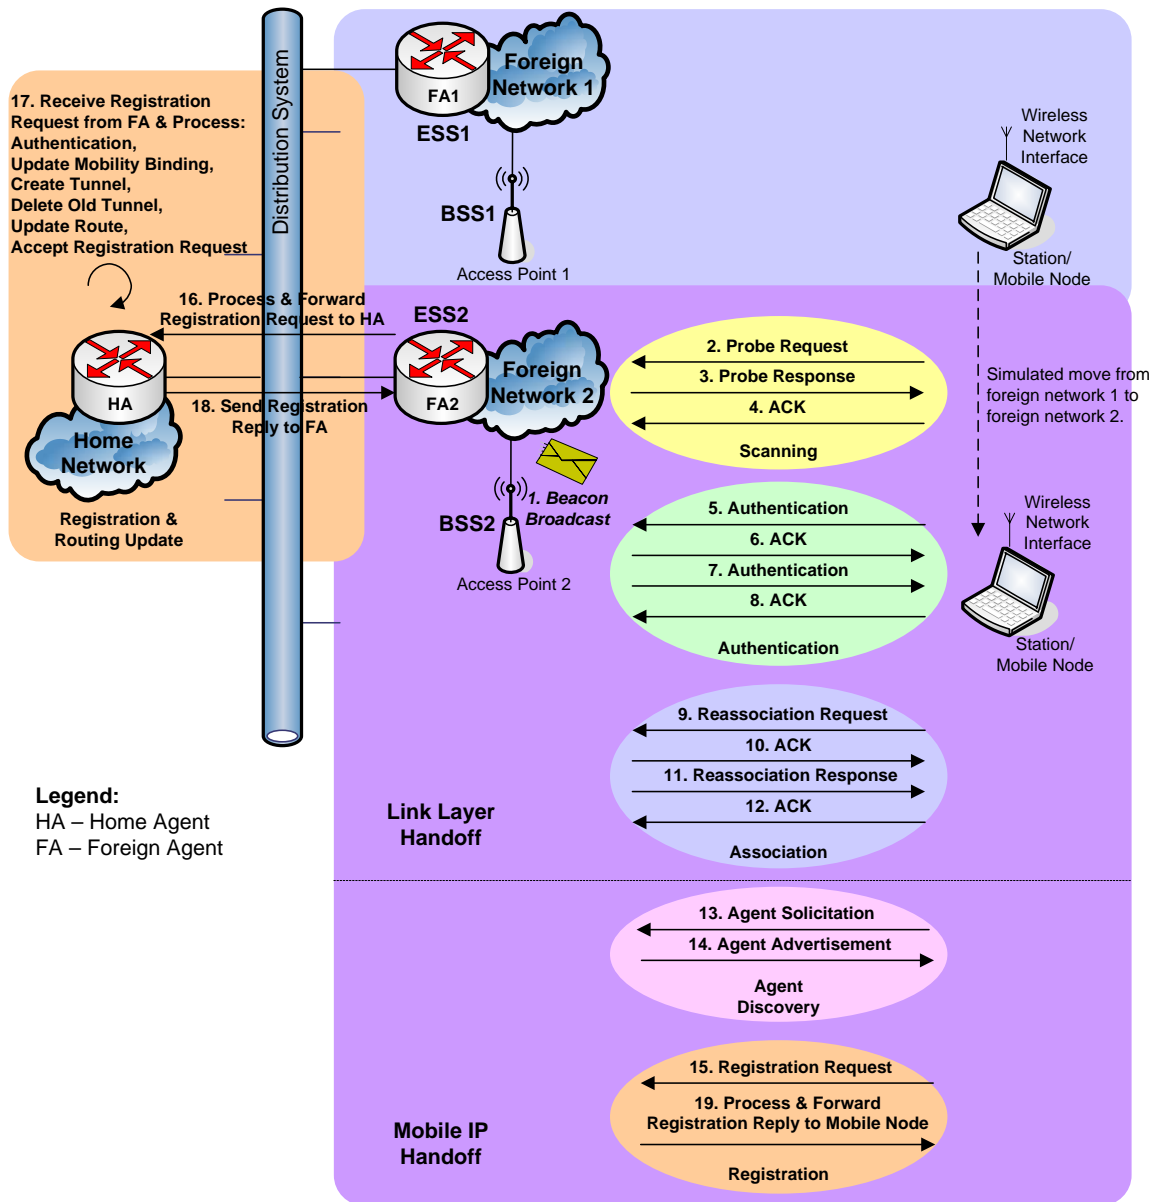 17. Receive Registration
Request from FA & Process:
Authentication,
Update Mobility Binding,
Create Tunnel,
Delete Old Tunnel,
Update Route,
Accept Registration Request
Distribution System
Foreign
Network 1
FA1
ESS1
BSS1
Access Point 1
Wireless
Network
Interface
Station/
Mobile Node
16. Process & Forward
Registration Request to HA
ESS2
HA
Home
Network
18. Send Registration
Reply to FA
Registration &
Routing Update
Foreign
Network 2
FA2
1. Beacon
Broadcast
BSS2
Access Point 2
2. Probe Request
3. Probe Response
4. ACK
Scanning
Simulated move from
foreign network 1 to
foreign network 2.
5. Authentication
6. ACK
7. Authentication
8. ACK
Authentication
Wireless
Network
Interface
Station/
Mobile Node
9. Reassociation Request
10. ACK
11. Reassociation Response
12. ACK
Association
Link Layer
Handoff
Legend:
HA – Home Agent
FA – Foreign Agent
13. Agent Solicitation
14. Agent Advertisement
Agent
Discovery
15. Registration Request
19. Process & Forward
Registration Reply to Mobile Node
Registration
Mobile IP
Handoff